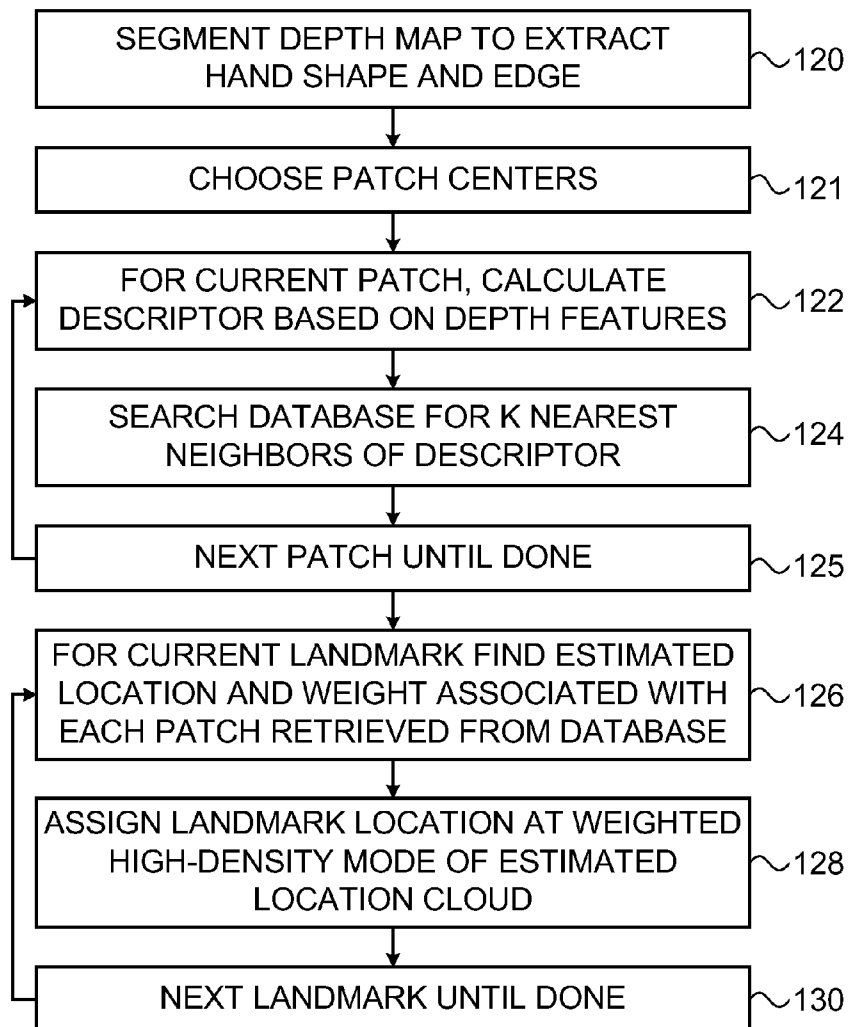 SEGMENT DEPTH MAP TO EXTRACT
HAND SHAPE AND EDGE
120
CHOOSE PATCH CENTERS
121
FOR CURRENT PATCH, CALCULATE
DESCRIPTOR BASED ON DEPTH FEATURES
122
SEARCH DATABASE FOR K NEAREST
NEIGHBORS OF DESCRIPTOR
124
NEXT PATCH UNTIL DONE
125
FOR CURRENT LANDMARK FIND ESTIMATED
LOCATION AND WEIGHT ASSOCIATED WITH
EACH PATCH RETRIEVED FROM DATABASE
126
ASSIGN LANDMARK LOCATION AT WEIGHTED
HIGH-DENSITY MODE OF ESTIMATED
LOCATION CLOUD
128
NEXT LANDMARK UNTIL DONE
130